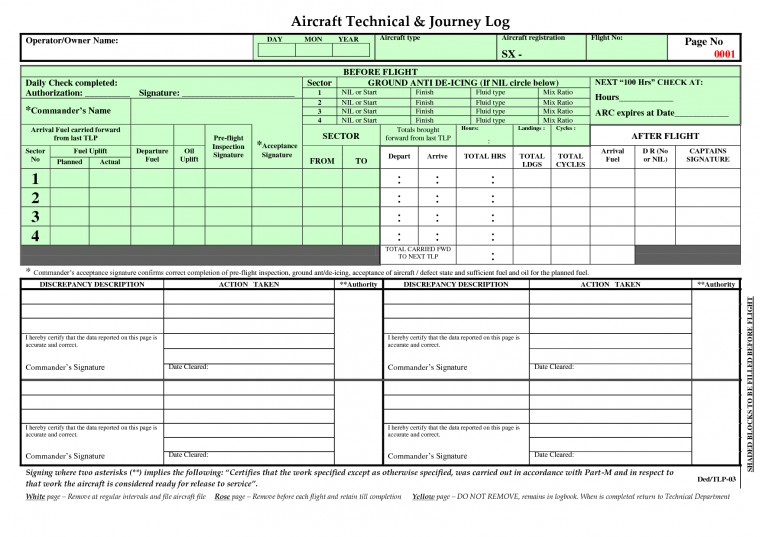 Aircraft Technical & Journey Log
Operator/Owner Name:
DAY MON YEAR
Aircraft type
Aircraft registration
SX -
Flight No:
Page No
0001
BEFORE FLIGHT
Daily Check completed:
Authorization: __________ Signature: ____________________
*Commander's Name
Sector GROUND ANTI DE-ICING (If NIL circle below)
1 NIL or Start Finish Fluid type Mix Ratio
2 NIL or Start Finish Fluid type Mix Ratio
3 NIL or Start Finish Fluid type Mix Ratio
4 NIL or Start Finish Fluid type Mix Ratio
NEXT “100 Hrs” CHECK AT:
Hours____________
ARC expires at Date____________
Arrival Fuel carried forward
from last TLP
Sector
No
Fuel Uplift
Planned Actual
Departure
Fuel
Oil
Uplift
Pre-flight
Inspection
Signature
*Acceptance
Signature
SECTOR
FROM TO
Totals brought
forward from last TLP
Hours:
:
Landings :
Cycles :
Depart Arrive TOTAL HRS
TOTAL
LDGS
TOTAL
CYCLES
AFTER FLIGHT
Arrival
Fuel
D R (No
or NIL)
CAPTAINS
SIGNATURE
1 : : :
2 : : :
3 : : :
4 : : :
TOTAL CARRIED FWD
TO NEXT TLP
:
* Commander's acceptance signature confirms correct completion of pre-flight inspection, ground ant/de-icing, acceptance of aircraft / defect state and sufficient fuel and oil for the planned fuel.
DISCREPANCY DESCRIPTION ACTION TAKEN **Authority DISCREPANCY DESCRIPTION ACTION TAKEN **Authority
I hereby certify that the data reported on this page is
accurate and correct.
Commander's Signature
Date Cleared:
I hereby certify that the data reported on this page is
accurate and correct.
Commander's Signature
Date Cleared:
I hereby certify that the data reported on this page is
accurate and correct.
Commander's Signature
Date Cleared:
I hereby certify that the data reported on this page is
accurate and correct.
Commander's Signature
Date Cleared:
SHADED BLOCKS TO BE FILLED BEFORE FLIGHT
Signing where two asterisks (**) implies the following: “Certifies that the work specified except as otherwise specified, was carried out in accordance with Part-M and in respect to
that work the aircraft is considered ready for release to service”.
Ded/TLP-03
White page – Remove at regular intervals and file aircraft file Rose page – Remove before each flight and retain till completion Yellow page – DO NOT REMOVE, remains in logbook. When is completed return to Technical Department